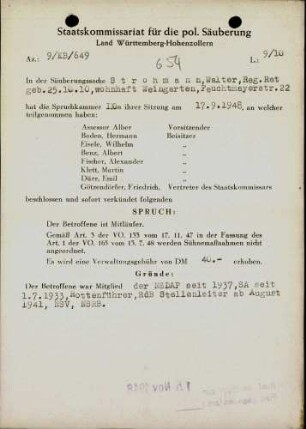 Staatskommissariat für die pol. Säuberung
Land Württemberg-Hohenzollern
Az.: 9/KB/649
654
L: 9/10
In der Säuberungssache Strohmann, Walter, Reg.Rat
geb. 25.10.10, wohnhaft Weingarten, Feuchtmayerstr.22
hat die Spruchkammer in ihrer Sitzung am 17.9.1948, an welcher
teilgenommen haben:
Assessor Alber Vorsitzender
Boden, Hermann Beisitzer
Eisele, Wilhelm "
Benz, Albert "
Fischer, Alexander "
Klett, Martin "
Dürr, Emil "
Götzendörfer, Friedrich, Vertreter des Staatskommissars
beschlossen und sofort verkündet folgenden
SPRUCH:
Der Betroffene ist Mitläufer.
Gemäß Art. 3 der VO. 133 vom 17. 11. 47 in der Fassung des
Art. 1 der VO. 165 vom 13. 7. 48 werden Sühnemaßnahmen nicht
angeordnet.
Es wird eine Verwaltungsgebühr von DM 40.- erhoben.
Gründe:
Der Betroffene war Mitglied der NSDAP seit 1937, SA seit
1.7.1933, Rottenführer, RdB Stellenleiter ab August
1941, NSV, NSRB.